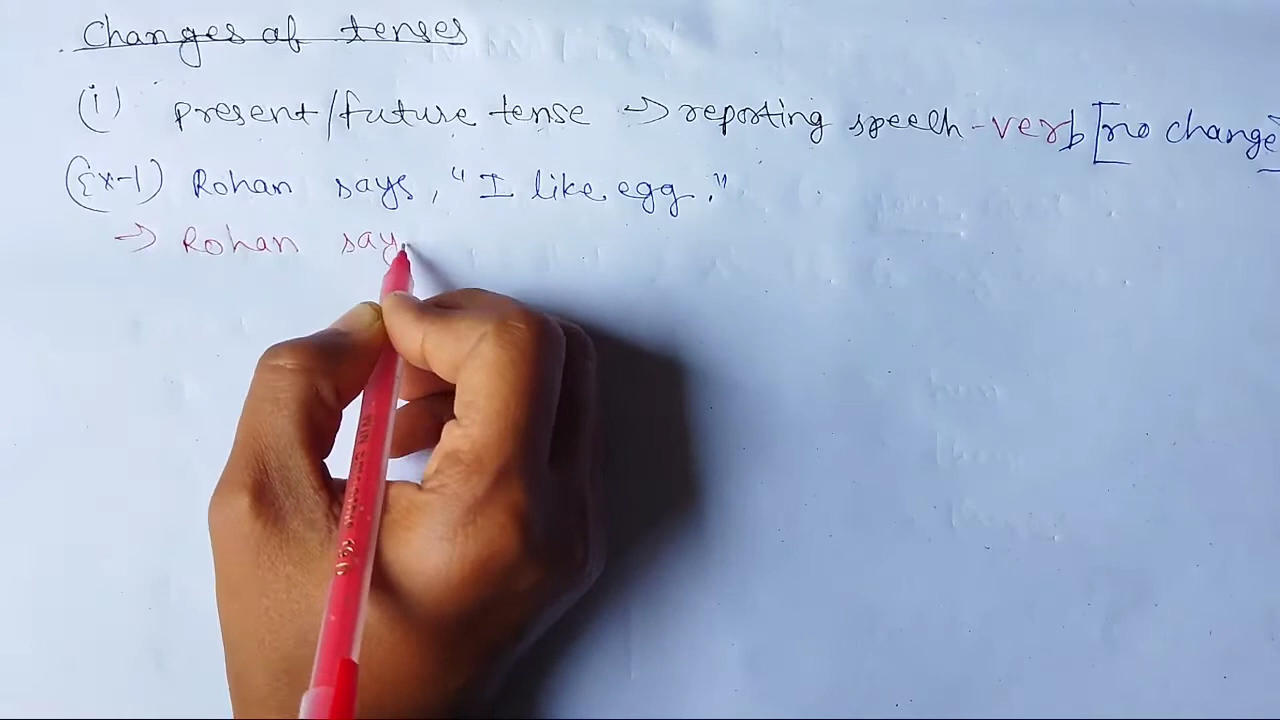 Changes of tenses
(i) present/future tense → reporting speech-verb [no change]
(Ex-1) Rohan says, "I like egg."
→ Rohan say